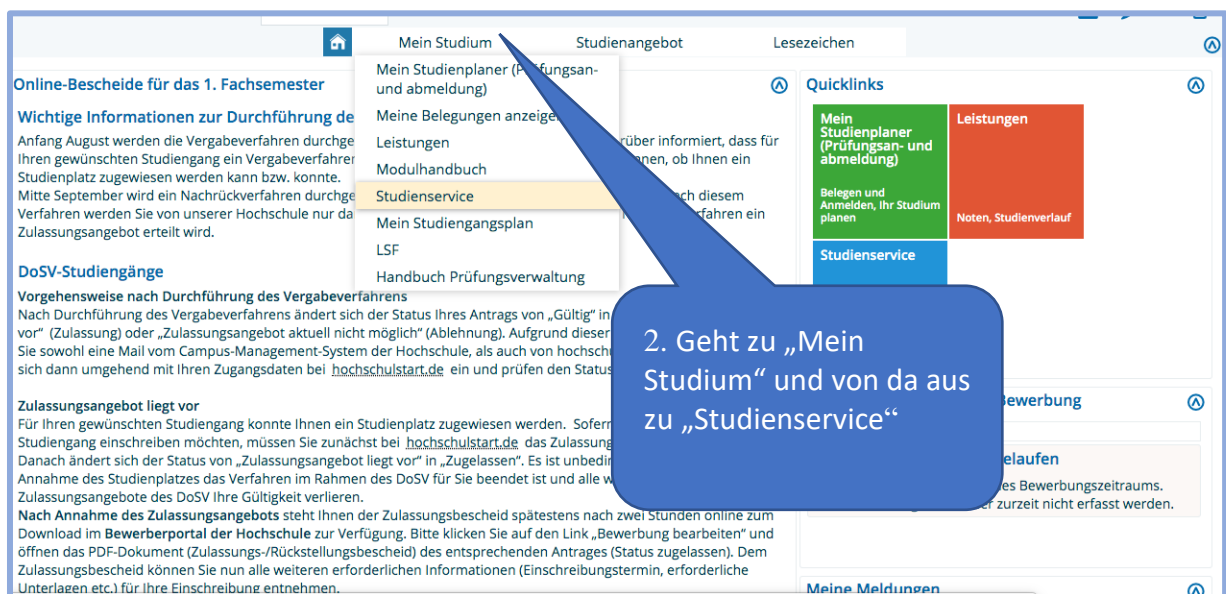 Mein Studium
Studienangebot
Lesezeichen
Mein Studienplaner (Prüfungsan-
und abmeldung)
Meine Belegungen anzeigen
Leistungen
Modulhandbuch
Studienservice
Mein Studiengangsplan
LSF
Handbuch Prüfungsverwaltung
Online-Bescheide für das 1. Fachsemester
Wichtige Informationen zur Durchführung de
Anfang August werden die Vergabeverfahren durchge rüber informiert, dass für
Ihren gewünschten Studiengang ein Vergabeverfahren nnen, ob Ihnen ein
Studienplatz zugewiesen werden kann bzw. konnte.
Mitte September wird ein Nachrückverfahren durchge ch diesem
Verfahren werden Sie von unserer Hochschule nur da rfahren ein
Zulassungsangebot erteilt wird.
DoSV-Studiengänge
Vorgehensweise nach Durchführung des Vergabeverfahrens
Nach Durchführung des Vergabeverfahrens ändert sich der Status Ihres Antrags von „Gültig“ in
vor“ (Zulassung) oder „Zulassungsangebot aktuell nicht möglich“ (Ablehnung). Aufgrund dieser
Sie sowohl eine Mail vom Campus-Management-System der Hochschule, als auch von hochsch
sich dann umgehend mit Ihren Zugangsdaten bei hochschulstart.de ein und prüfen den Status
Zulassungsangebot liegt vor
Für Ihren gewünschten Studiengang konnte Ihnen ein Studienplatz zugewiesen werden. Sofern
Studiengang einschreiben möchten, müssen Sie zunächst bei hochschulstart.de das Zulassung
Danach ändert sich der Status von „Zulassungsangebot liegt vor“ in „Zugelassen“. Es ist unbedin
Annahme des Studienplatzes das Verfahren im Rahmen des DoSV für Sie beendet ist und alle w
Zulassungsangebote des DoSV Ihre Gültigkeit verlieren.
Nach Annahme des Zulassungsangebots steht Ihnen der Zulassungsbescheid spätestens nach zwei Stunden online zum
Download im Bewerberportal der Hochschule zur Verfügung. Bitte klicken Sie auf den Link „Bewerbung bearbeiten“ und
öffnen das PDF-Dokument (Zulassungs-/Rückstellungsbescheid) des entsprechenden Antrages (Status zugelassen). Dem
Zulassungsbescheid können Sie nun alle weiteren erforderlichen Informationen (Einschreibungstermin, erforderliche
Unterlagen etc.) für Ihre Einschreibung entnehmen.
2. Geht zu „Mein
Studium“ und von da aus
zu „Studienservice“
Quicklinks
Mein
Studienplaner
(Prüfungsan- und
abmeldung)
Belegen und
Anmelden, Ihr Studium
planen
Leistungen
Noten, Studienverlauf
Studienservice
Bewerbung
elaufen
es Bewerbungszeitraums.
r zurzeit nicht erfasst werden.
Meine Meldungen